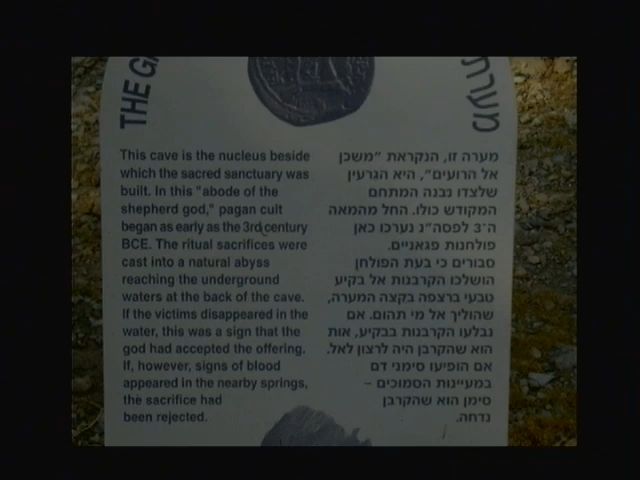 THE
This cave is the nucleus beside
which the sacred sanctuary was
built. In this "abode of the
shepherd god," pagan cult
began as early as the 3rd century
BCE. The ritual sacrifices were
cast into a natural abyss
reaching the underground
waters at the back of the cave.
If the victims disappeared in the
water, this was a sign that the
god had accepted the offering.
If, however, signs of blood
appeared in the nearby springs,
the sacrifice had
been rejected.
מערת
מערה זו, הנקראת "משכן
אל הרועים", היא הגרעין
שלצדו נבנה המתחם
המקודש כולו. החל מהמאה
ה־3 לפסה"נ נערכו כאן
פולחנות פגאניים.
סבורים כי בעת הפולחן
הושלכו הקרבנות אל בקיע
טבעי ברצפה בקצה המערה,
שהוליך אל מי תהום. אם
נבלעו הקרבנות בבקיע, אות
הוא שהקרבן היה לרצון לאל.
אם הופיעו סימני דם
במעיינות הסמוכים –
סימן הוא שהקרבן
נדחה.